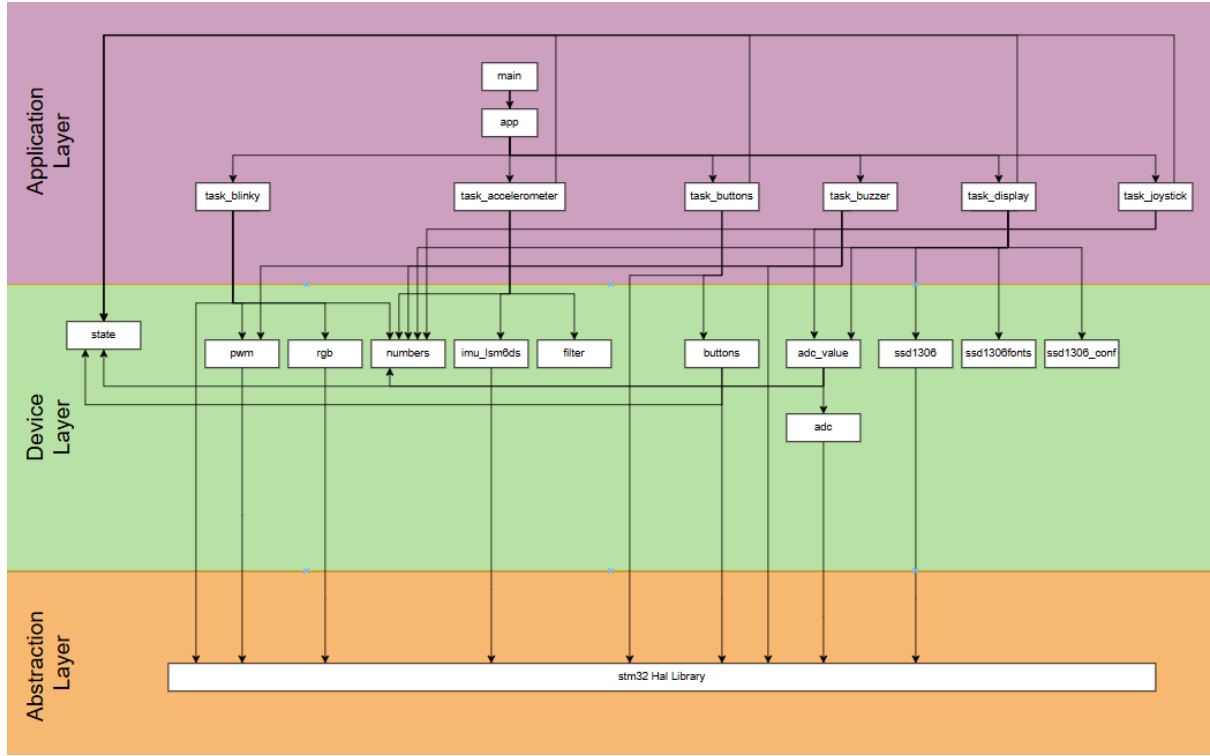 Application
Layer
main
app
task_blinky
task_accelerometer
task_buttons
task_buzzer
task_display
task_joystick
Device
Layer
state
pwm
rgb
numbers
imu_lsm6ds
filter
buttons
adc_value
ssd1306
ssd1306fonts
ssd1306_conf
adc
Abstraction
Layer
stm32 Hal Library